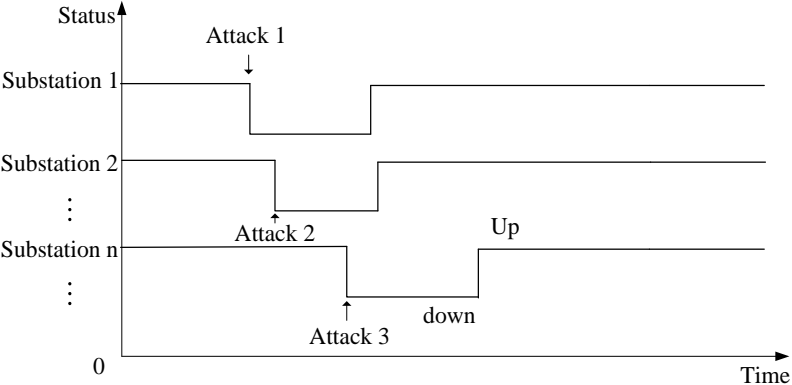 Status
Attack 1
Substation 1
Substation 2
⋮
Attack 2
Up
Substation n
⋮
down
Attack 3
0
Time